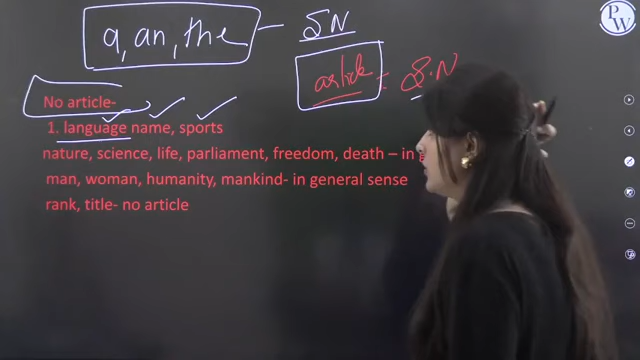 a, an, the – SN
P
W
article = S.N
No article-
1. language name, sports
nature, science, life, parliament, freedom, death – in
man, woman, humanity, mankind- in general sense
rank, title- no article